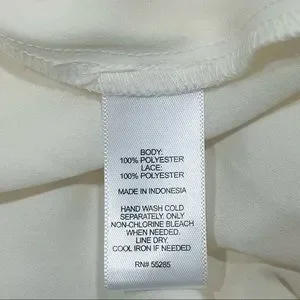 BODY:
100% POLYESTER
LACE:
100% POLYESTER
MADE IN INDONESIA
HAND WASH COLD
SEPARATELY. ONLY
NON-CHLORINE BLEACH
WHEN NEEDED.
LINE DRY.
COOL IRON IF NEEDED
RN# 55285